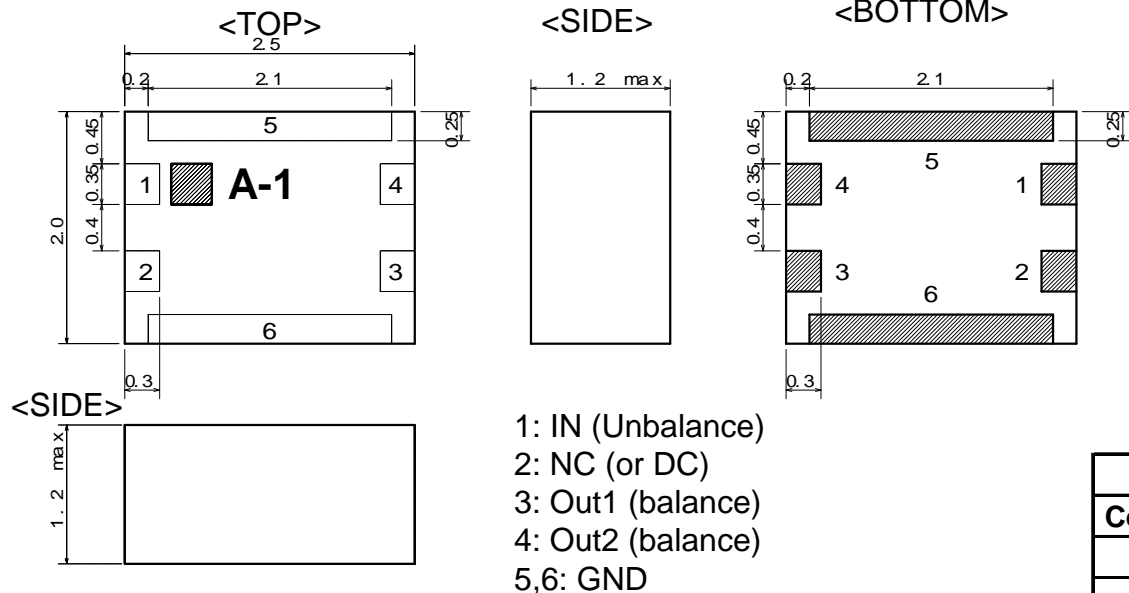 <TOP>
2.5
0.2
2.1
5
0.25
0.45
0.35
0.4
2.0
1
A-1
4
2
3
6
0.3
<SIDE>
1.2 max
<BOTTOM>
0.2
2.1
0.25
0.45
0.35
0.4
5
4
1
3
2
6
0.3
<SIDE>
1.2 max
1: IN (Unbalance)
2: NC (or DC)
3: Out1 (balance)
4: Out2 (balance)
5,6: GND